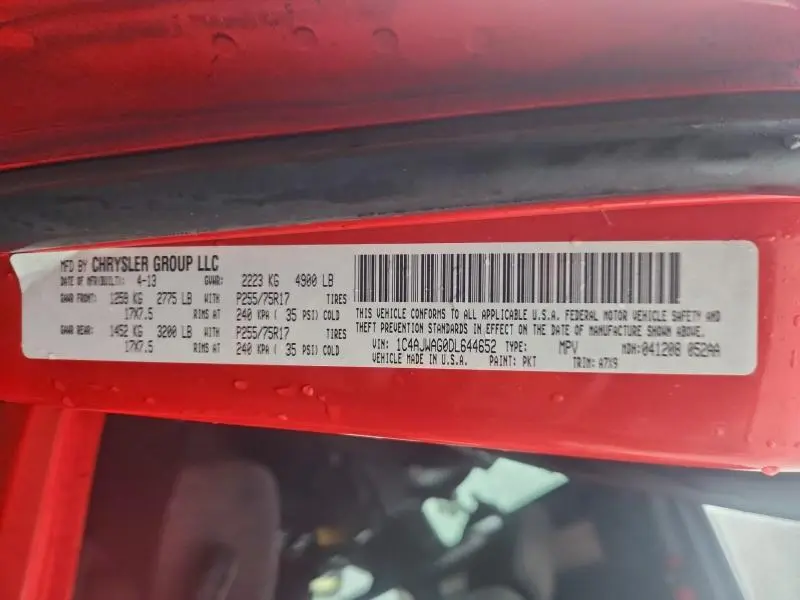 MFD BY CHRYSLER GROUP LLC
DATE OF MFR(BUILT): 4-13 GVWR: 2223 KG 4900 LB
GAWR FRONT: 1259 KG 2775 LB WITH P255/75R17 TIRES
17X7.5 RIMS AT 240 KPA ( 35 PSI) COLD
GAWR REAR: 1452 KG 3200 LB WITH P255/75R17 TIRES
17X7.5 RIMS AT 240 KPA ( 35 PSI) COLD
THIS VEHICLE CONFORMS TO ALL APPLICABLE U.S.A. FEDERAL MOTOR VEHICLE SAFETY AND
THEFT PREVENTION STANDARDS IN EFFECT ON THE DATE OF MANUFACTURE SHOWN ABOVE.
VIN: 1C4AJWAG0DL644652 TYPE: MPV MDH: 041208 052AA
VEHICLE MADE IN U.S.A. PAINT: PKT TRIM: A7X9